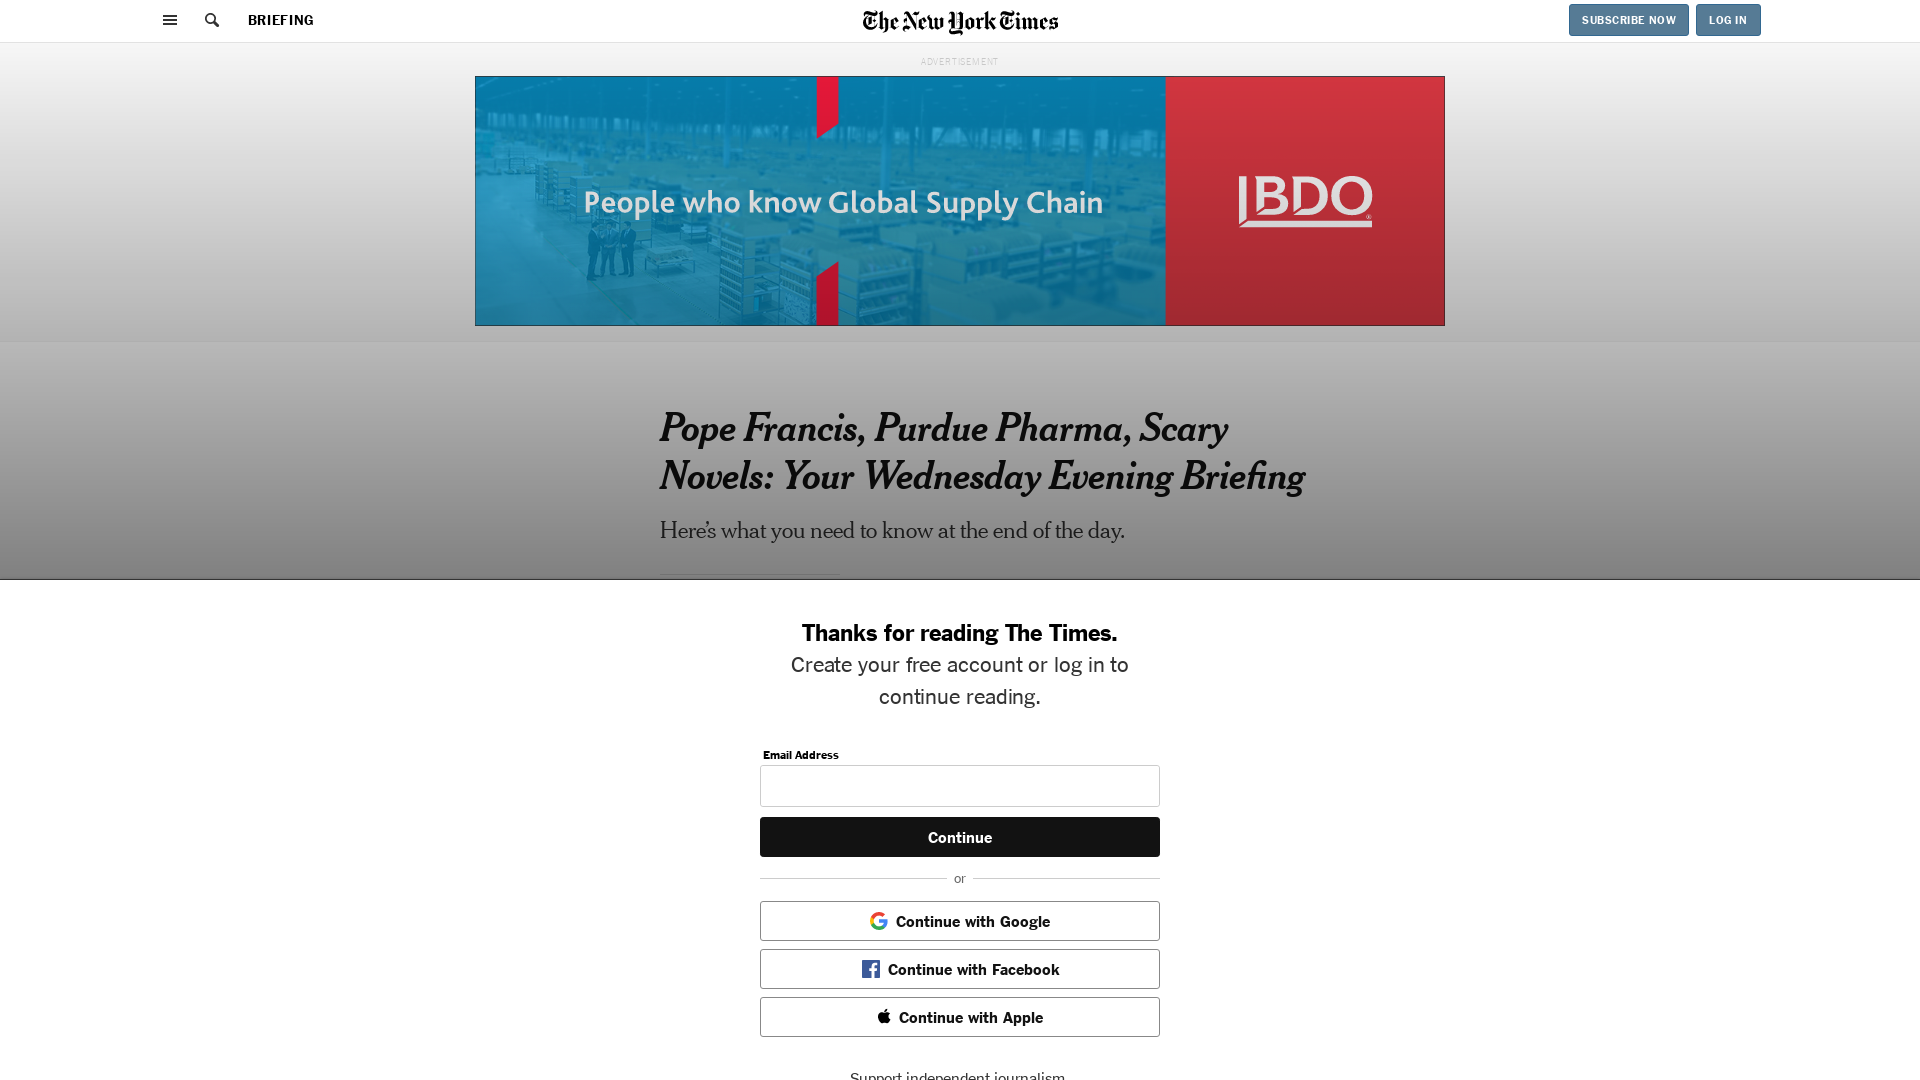 BRIEFING
The New York Times
SUBSCRIBE NOW
LOG IN
ADVERTISEMENT
People who know Global Supply Chain
BDO
Pope Francis, Purdue Pharma, Scary
Novels: Your Wednesday Evening Briefing
Here's what you need to know at the end of the day.
Thanks for reading The Times.
Create your free account or log in to
continue reading.
Email Address
Continue
or
Continue with Google
Continue with Facebook
Continue with Apple
Support independent journalism